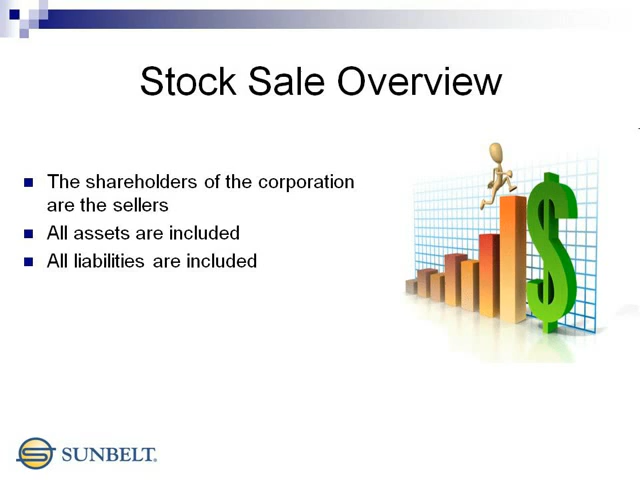 Stock Sale Overview
The shareholders of the corporation
are the sellers
All assets are included
All liabilities are included
$
SUNBELT®